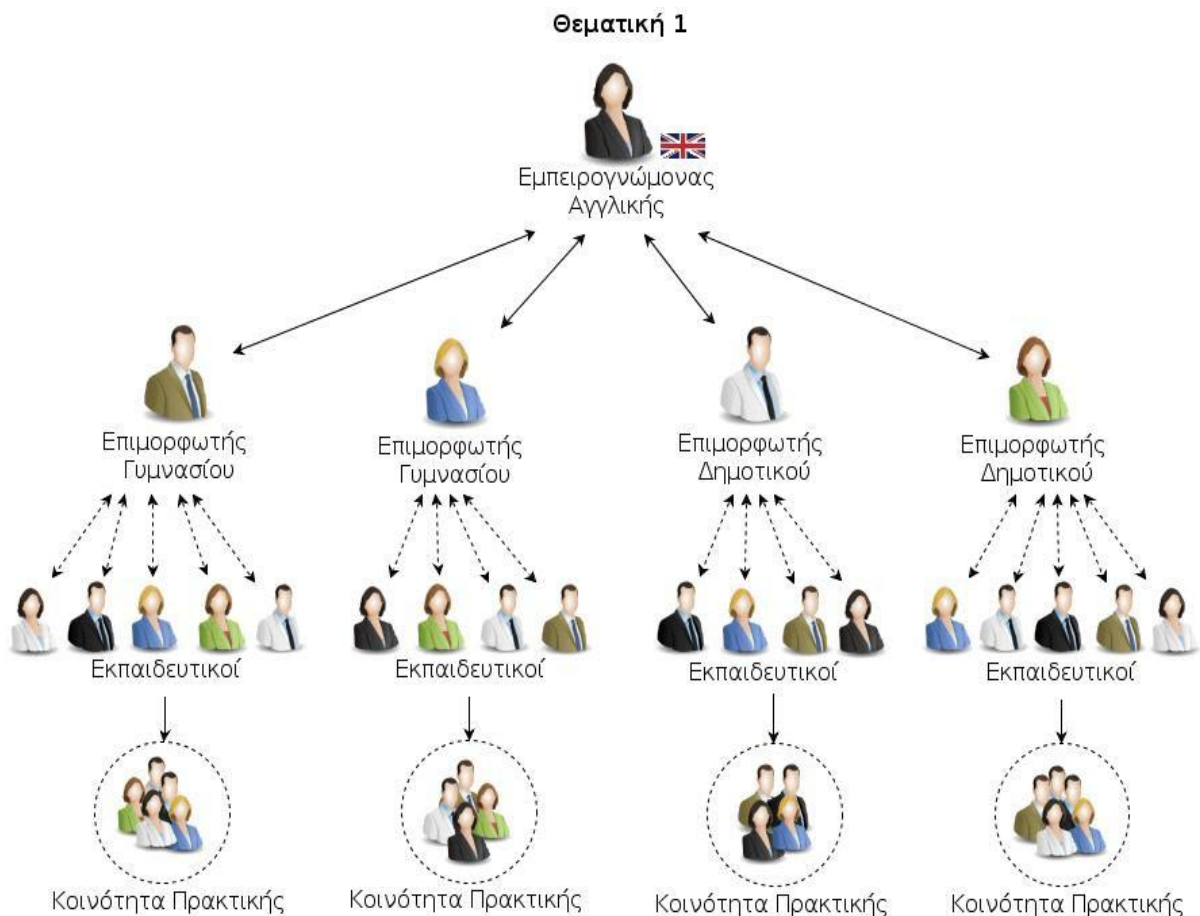 Θεματική 1
Εμπειρογνώμονας
Αγγλικής
Επιμορφωτής
Γυμνασίου
Επιμορφωτής
Γυμνασίου
Επιμορφωτής
Δημοτικού
Επιμορφωτής
Δημοτικού
Εκπαιδευτικοί
Εκπαιδευτικοί
Εκπαιδευτικοί
Εκπαιδευτικοί
Κοινότητα Πρακτικής
Κοινότητα Πρακτικής
Κοινότητα Πρακτικής
Κοινότητα Πρακτικής